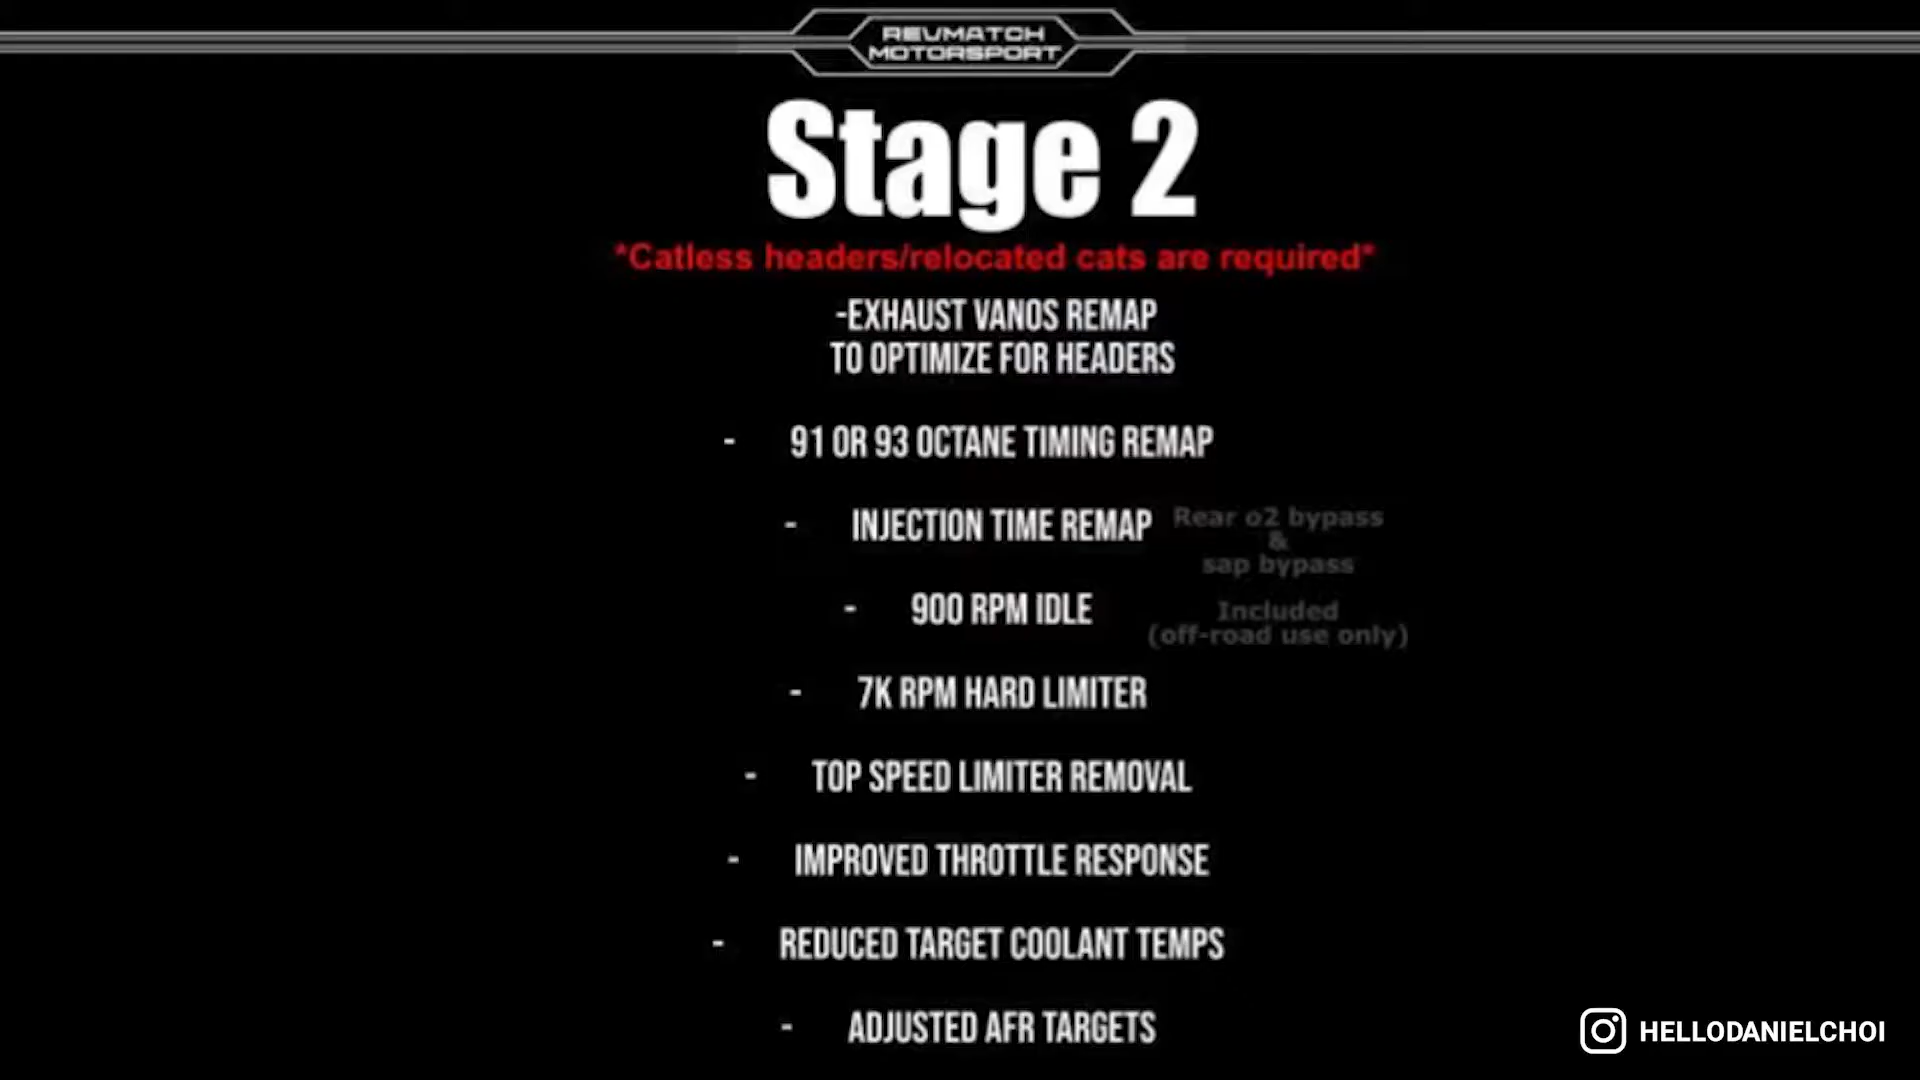 REVMATCH
MOTORSPORT
Stage 2
*Catless headers/relocated cats are required*
-EXHAUST VANOS REMAP
TO OPTIMIZE FOR HEADERS
- 91 OR 93 OCTANE TIMING REMAP
- INJECTION TIME REMAP
Rear o2 bypass
&
sap bypass
Included
(off-road use only)
- 900 RPM IDLE
- 7K RPM HARD LIMITER
- TOP SPEED LIMITER REMOVAL
- IMPROVED THROTTLE RESPONSE
- REDUCED TARGET COOLANT TEMPS
- ADJUSTED AFR TARGETS
HELLODANIELCHOI